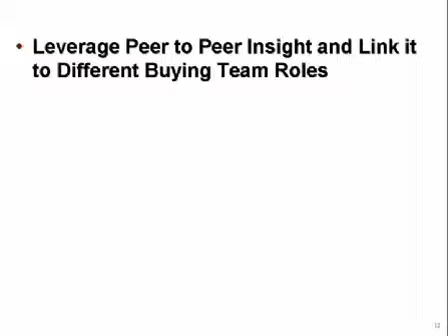 • Leverage Peer to Peer Insight and Link it
to Different Buying Team Roles
12